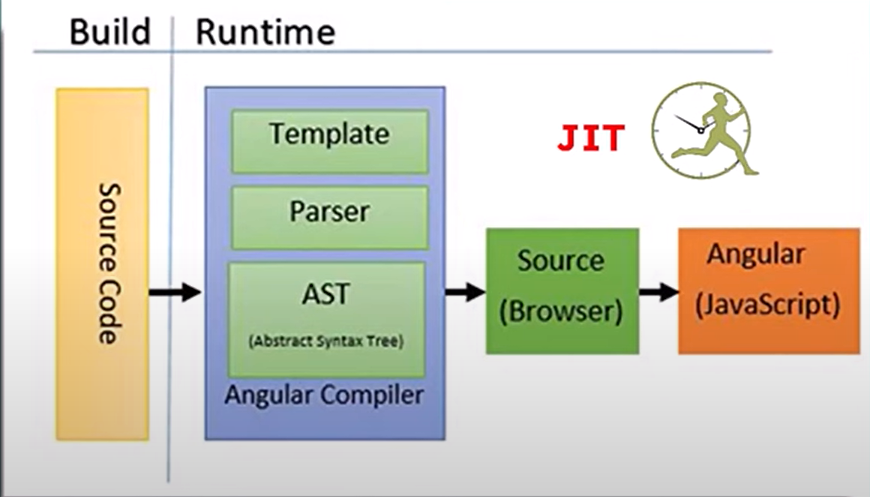 Build
Runtime
Source Code
Template
Parser
AST
(Abstract Syntax Tree)
Angular Compiler
JIT
Source
(Browser)
Angular
(JavaScript)